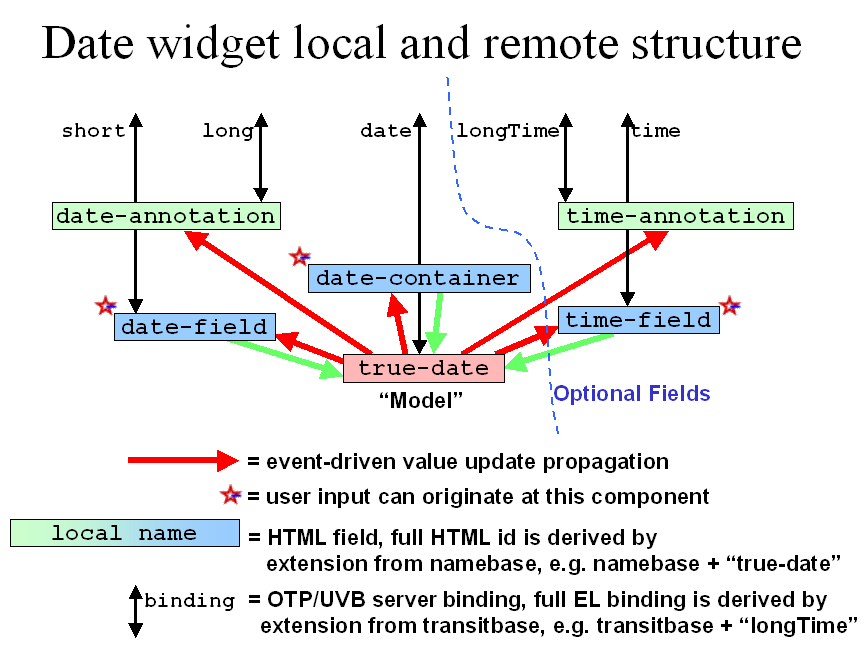 Date widget local and remote structure
short long date longTime time
date-annotation time-annotation
date-container
date-field time-field
true-date
“Model” Optional Fields
= event-driven value update propagation
= user input can originate at this component
local name = HTML field, full HTML id is derived by
extension from namebase, e.g. namebase + “true-date”
binding = OTP/UVB server binding, full EL binding is derived by
extension from transitbase, e.g. transitbase + “longTime”